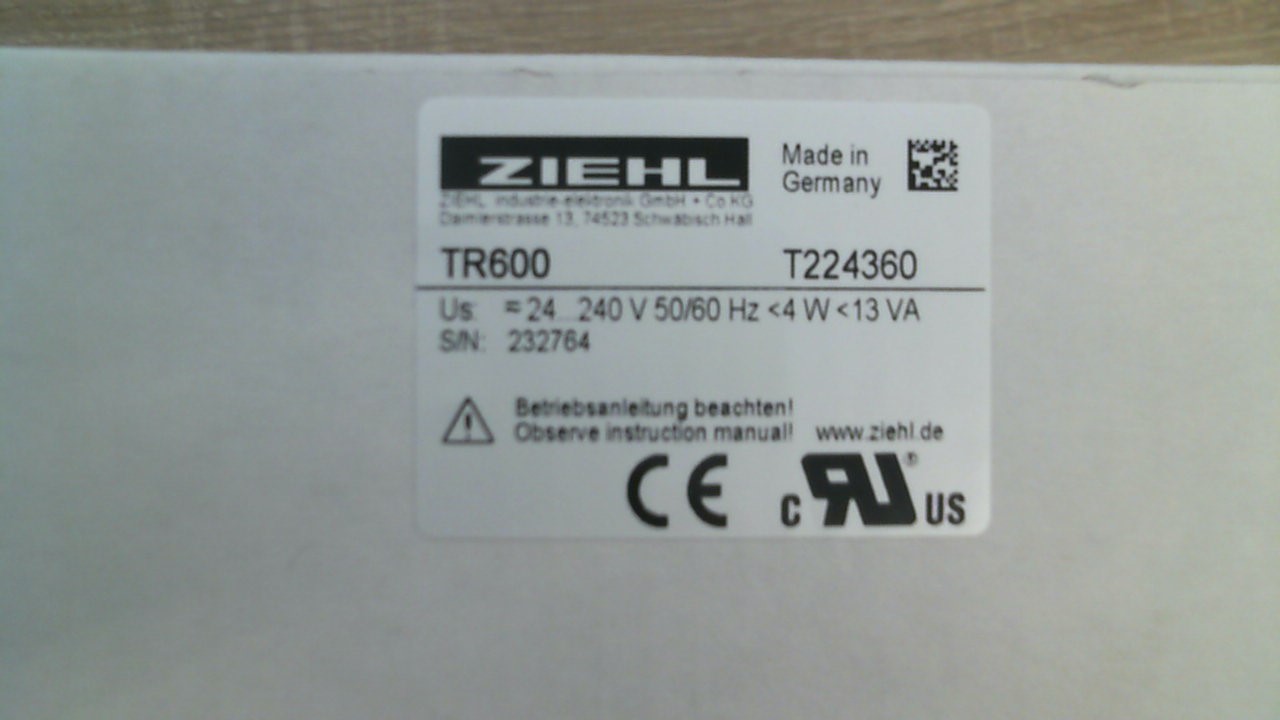 ZIEHL
Made in
Germany
ZIEHL industrie-elektronik GmbH + Co KG
Daimlerstrasse 13, 74523 Schwäbisch Hall
TR600 T224360
Us: ≂ 24...240 V 50/60 Hz <4 W <13 VA
S/N: 232764
Betriebsanleitung beachten!
Observe instruction manual! www.ziehl.de
CE c RU ® US